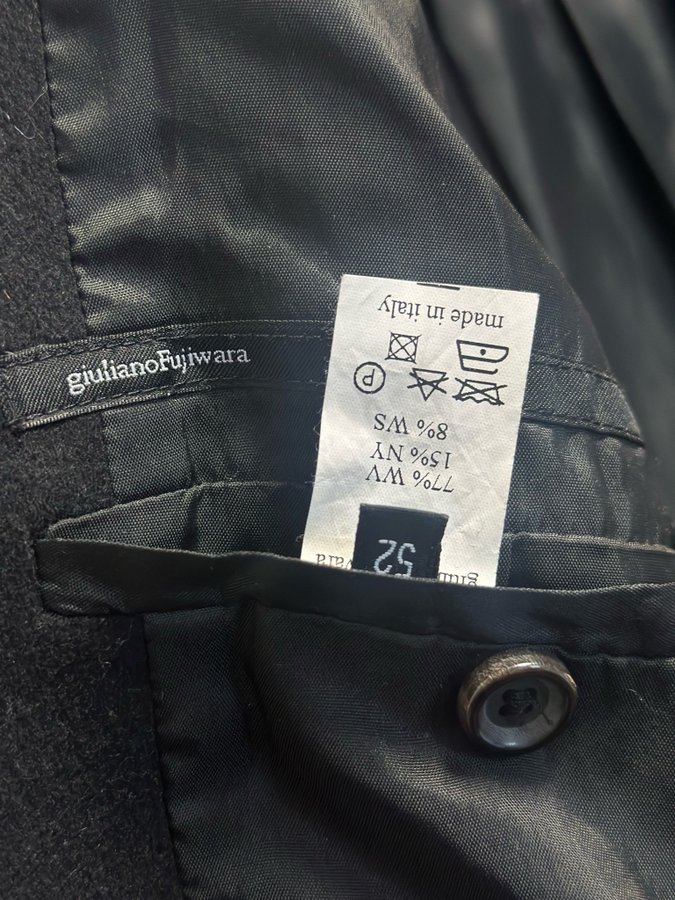 giulianoFujiwara
52
77% WV
15% NY
8% WS
P
made in italy